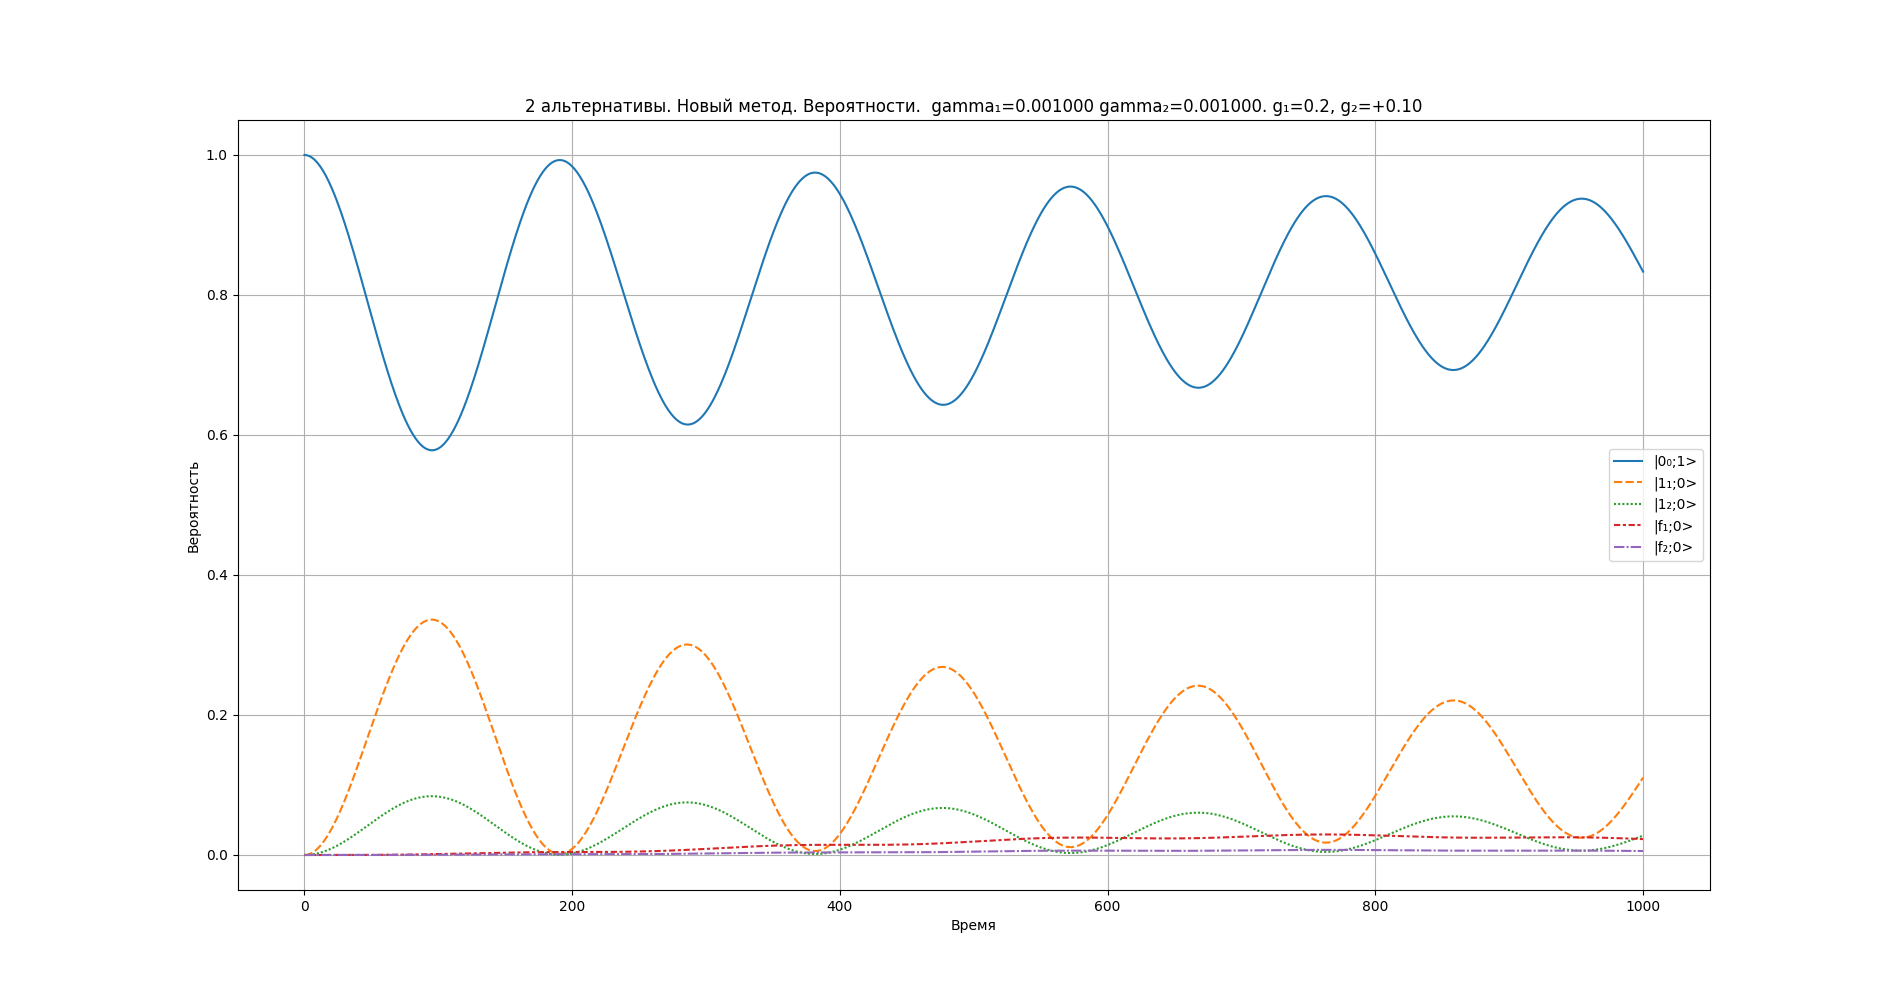 2 альтернативы. Новый метод. Вероятности.  gamma₁=0.001000 gamma₂=0.001000. g₁=0.2, g₂=+0.10
1.0
0.8
0.6
0.4
0.2
0.0
Вероятность
|0₀;1>
|1₁;0>
|1₂;0>
|f₁;0>
|f₂;0>
0 200 400 600 800 1000
Время